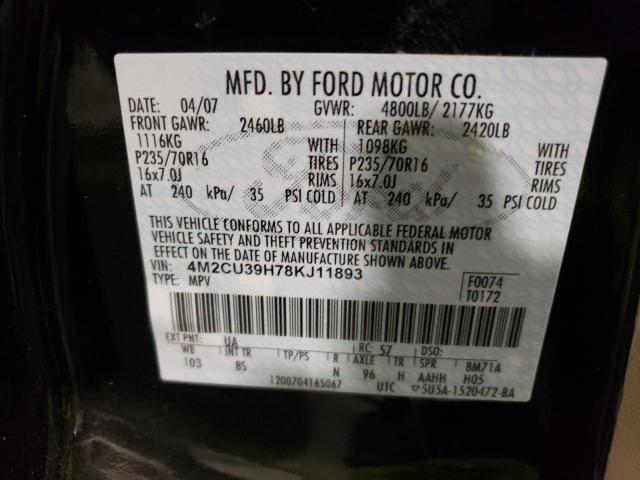 MFD. BY FORD MOTOR CO.
DATE: 04/07 GVWR: 4800LB/ 2177KG
FRONT GAWR: 2460LB REAR GAWR: 2420LB
1116KG WITH 1098KG WITH
P235/70R16 TIRES P235/70R16 TIRES
16x7.0J RIMS 16x7.0J RIMS
AT 240 kPa/ 35 PSI COLD AT 240 kPa/ 35 PSI COLD
THIS VEHICLE CONFORMS TO ALL APPLICABLE FEDERAL MOTOR
VEHICLE SAFETY AND THEFT PREVENTION STANDARDS IN
EFFECT ON THE DATE OF MANUFACTURE SHOWN ABOVE.
VIN: 4M2CU39H78KJ11893 F0074
TYPE: MPV T0172
EXT PNT: UA RC: 57 DSO:
WB INT TR TP/PS R AXLE TR SPR 8M71A
103 8S N 96 H AAHH H05
1200704165067 UTC 5U5A-1520472-BA